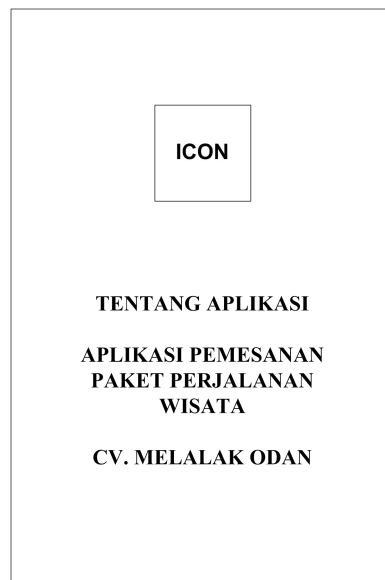 ICON
TENTANG APLIKASI
APLIKASI PEMESANAN
PAKET PERJALANAN
WISATA
CV. MELALAK ODAN